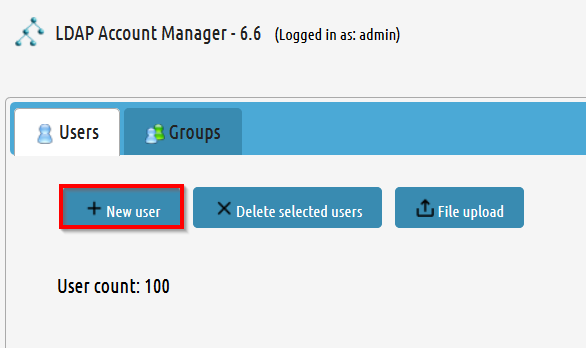 LDAP Account Manager - 6.6 (Logged in as: admin)
Users Groups
New user Delete selected users File upload
User count: 100